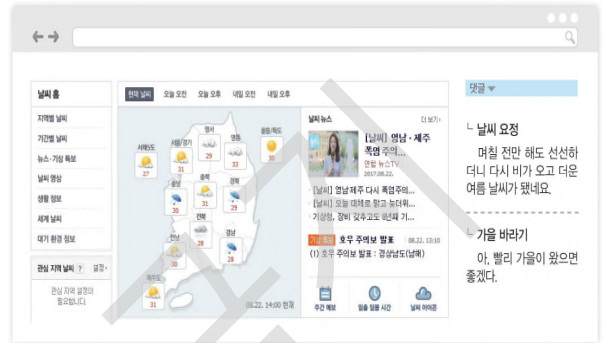 날씨 홈
지역별 날씨
기간별 날씨
뉴스·기상 특보
날씨 영상
생활 정보
세계 날씨
대기 환경 정보
관심 지역 날씨 ? 설정
관심 지역 설정이
필요합니다.
현재 날씨 오늘 오전 오늘 오후 내일 오전 내일 오후
서해5도
27
서울/경기
31
영서
29
영동
33
울릉/독도
30
충남
30
충북
31
경북
29
전북
28
전남
30
경남
28
제주도
31
08.22. 14:00 현재
날씨 뉴스 더 보기
[날씨] 영남·제주
폭염 주의...
연합 뉴스TV
2017.08.22.
[날씨] 영남 제주 다시 폭염주의...
[날씨] 오늘 대체로 맑고 늦더위...
기상청, 장비 갖추고도 8년째 기...
기상 특보 호우 주의보 발표 08.22. 13:10
(1) 호우 주의보 발표 : 경상남도(남해)
주간 예보 일출 일몰 시간 날씨 아이콘
댓글
날씨 요정
며칠 전만 해도 선선하
더니 다시 비가 오고 더운
여름 날씨가 됐네요.
가을 바라기
아, 빨리 가을이 왔으면
좋겠다.